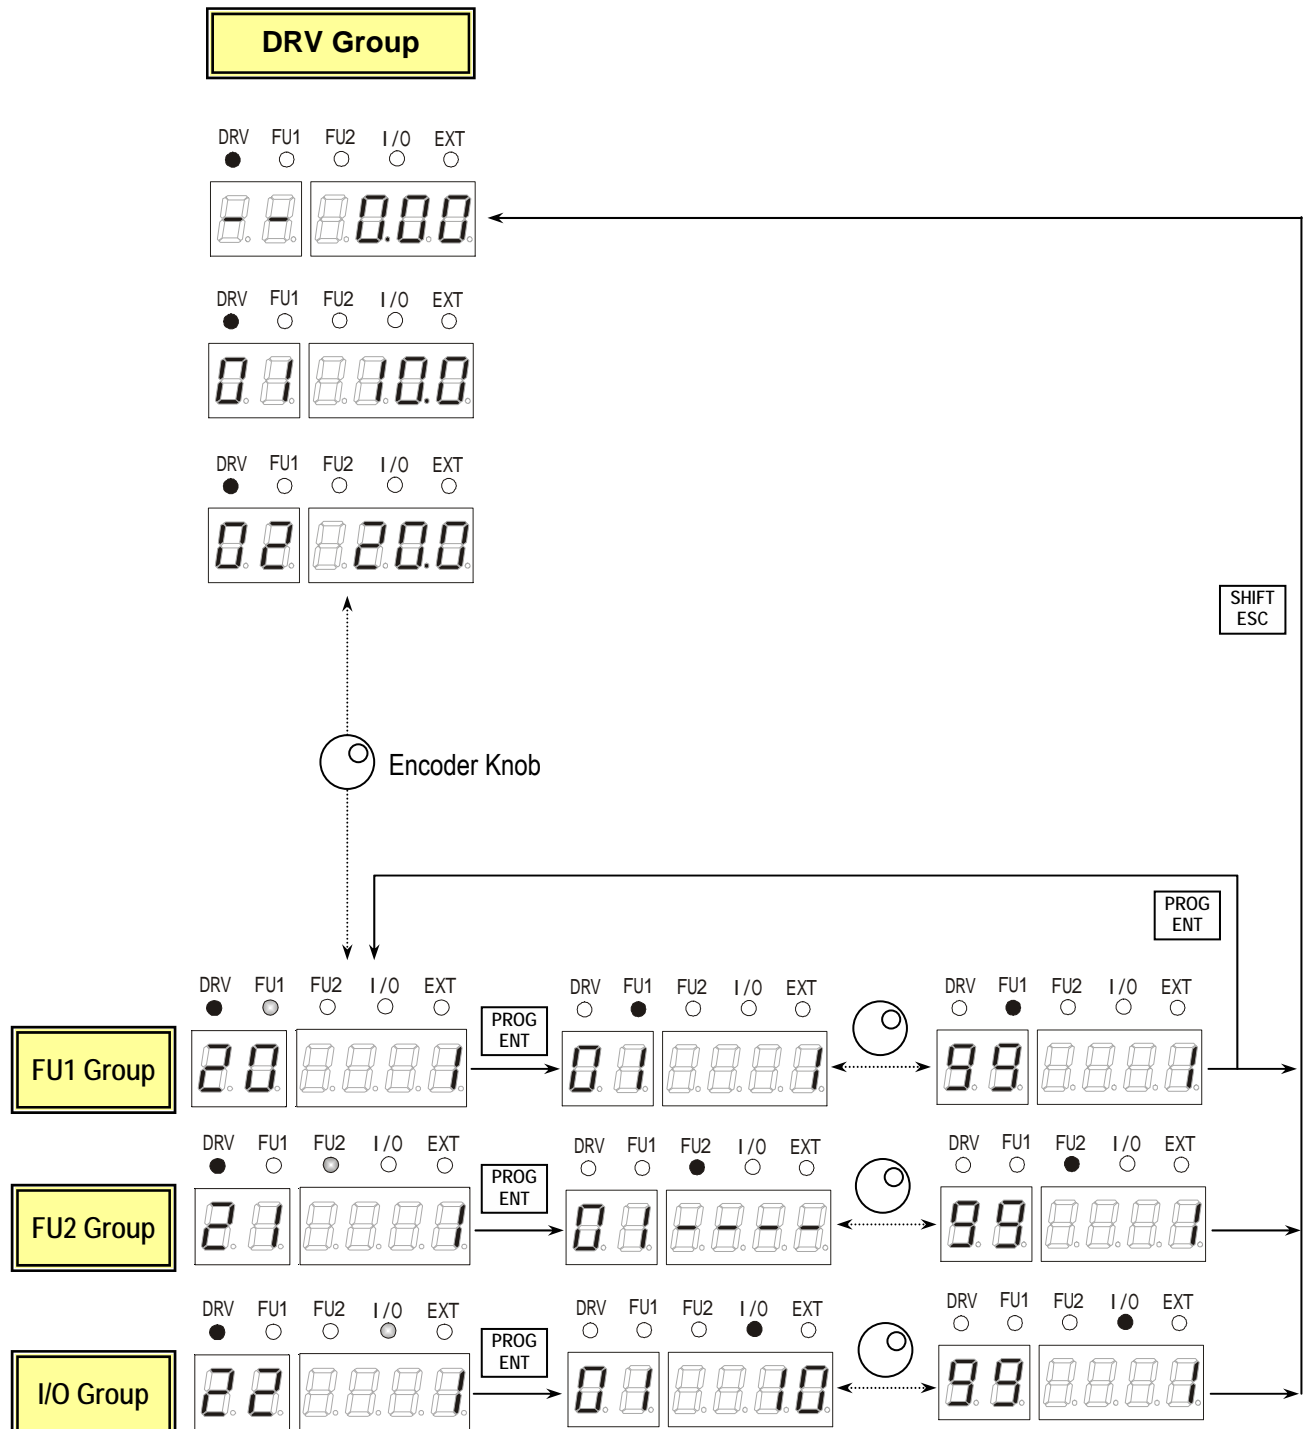 DRV Group
DRV FU1 FU2 I/O EXT
-- 0.00
DRV FU1 FU2 I/O EXT
01 10.0
DRV FU1 FU2 I/O EXT
02 20.0
SHIFT
ESC
Encoder Knob
PROG
ENT
DRV FU1 FU2 I/O EXT
DRV FU1 FU2 I/O EXT
DRV FU1 FU2 I/O EXT
FU1 Group
20 1
PROG
ENT
01 1
99 1
DRV FU1 FU2 I/O EXT
DRV FU1 FU2 I/O EXT
DRV FU1 FU2 I/O EXT
FU2 Group
21 1
PROG
ENT
01 ----
99 1
DRV FU1 FU2 I/O EXT
DRV FU1 FU2 I/O EXT
DRV FU1 FU2 I/O EXT
I/O Group
22 1
PROG
ENT
01 10
99 1